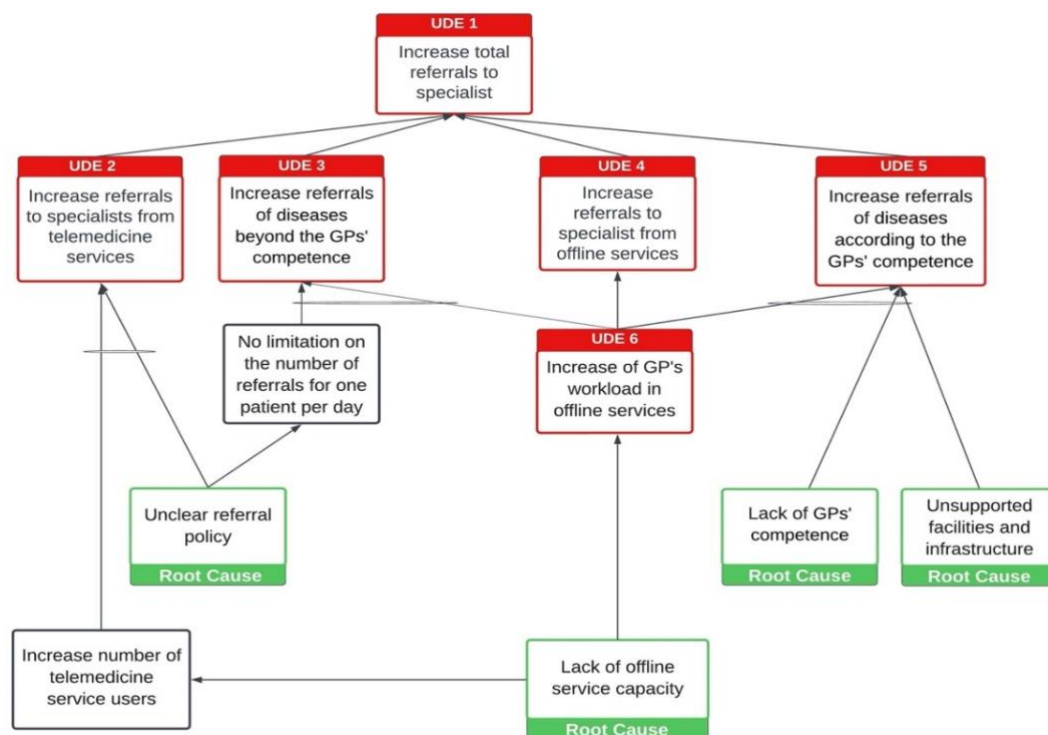 UDE 1
Increase total
referrals to
specialist
UDE 2
Increase referrals
to specialists from
telemedicine
services
UDE 3
Increase referrals
of diseases
beyond the GPs'
competence
UDE 4
Increase
referrals to
specialist from
offline services
UDE 5
Increase referrals
of diseases
according to the
GPs' competence
No limitation on
the number of
referrals for one
patient per day
UDE 6
Increase of GP's
workload in
offline services
Unclear referral
policy
Root Cause
Lack of GPs'
competence
Root Cause
Unsupported
facilities and
infrastructure
Root Cause
Increase number of
telemedicine
service users
Lack of offline
service capacity
Root Cause